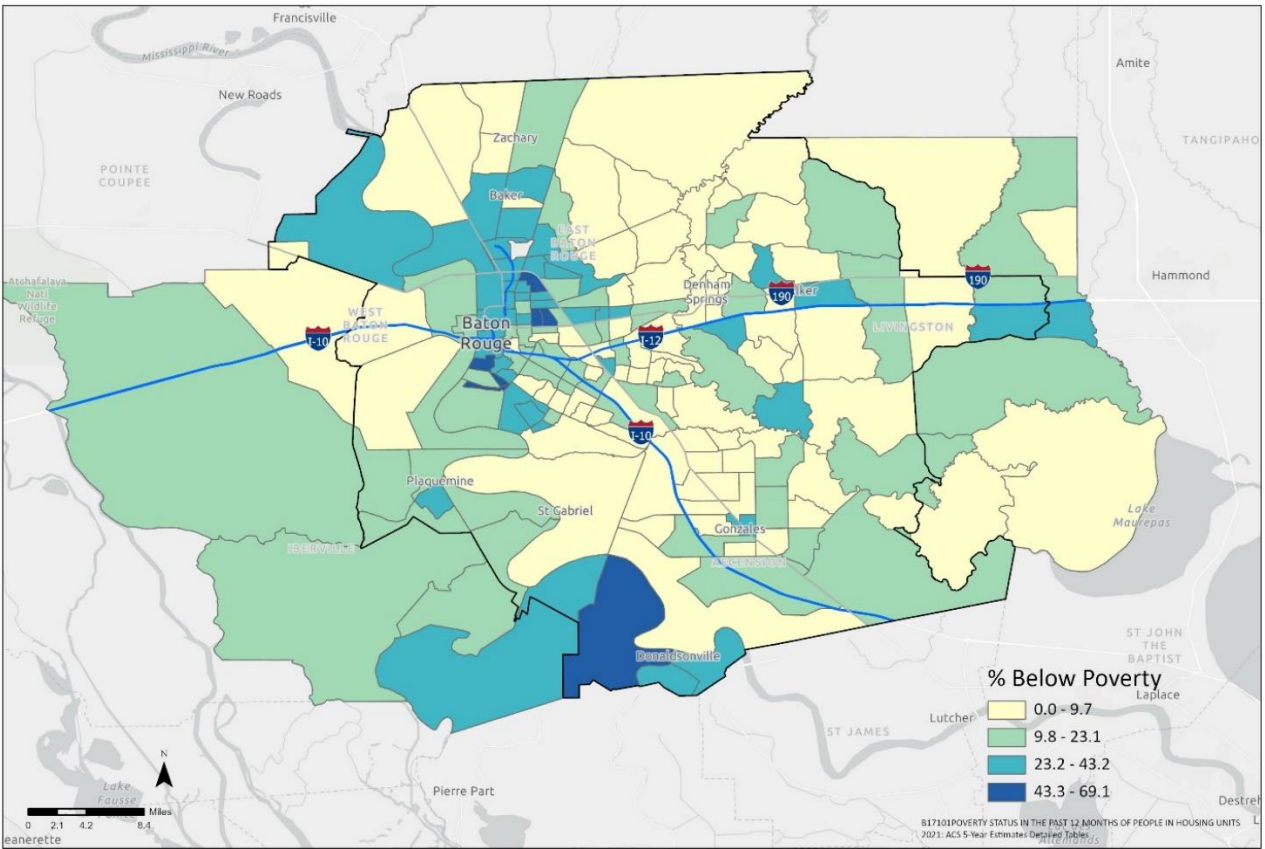 Francisville
Mississippi River
Amite
New Roads
Zachary
TANGIPAHO
POINTE
COUPEE
Baker
EAST
BATON
ROUGE
Hammond
Atchafalaya
Natl
Wildlife
Refuge
Denham
Springs
190
190
lker
WEST
BATON
ROUGE
Baton
Rouge
LIVINGSTON
I-10
I-12
I-10
Plaquemine
St Gabriel
Lake
Maurepas
Gonzales
IBERVILLE
ASCENSION
Donaldsonville
ST JOHN
THE
BAPTIST
% Below Poverty
Laplace
0.0 - 9.7
Lutcher
ST JAMES
9.8 - 23.1
23.2 - 43.2
43.3 - 69.1
N
Lake
Fausse
Pierre Part
Miles
0 2.1 4.2 8.4
Destreh
B17101POVERTY STATUS IN THE PAST 12 MONTHS OF PEOPLE IN HOUSING UNITS
2021: ACS 5-Year Estimates Detailed Tables
Allemands
eanerette